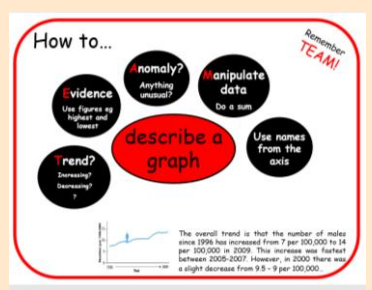 How to...
Remember
TEAM!
Anomaly?
Anything
unusual?
Manipulate
data
Do a sum
Evidence
Use figures eg
highest and
lowest
describe a
graph
Use names
from the
axis
Trend?
Increasing?
Decreasing?
?
The overall trend is that the number of males
since 1996 has increased from 7 per 100,000 to 14
per 100,000 in 2009. This increase was fastest
between 2005-2007. However, in 2000 there was
a slight decrease from 9.5 - 9 per 100,000..